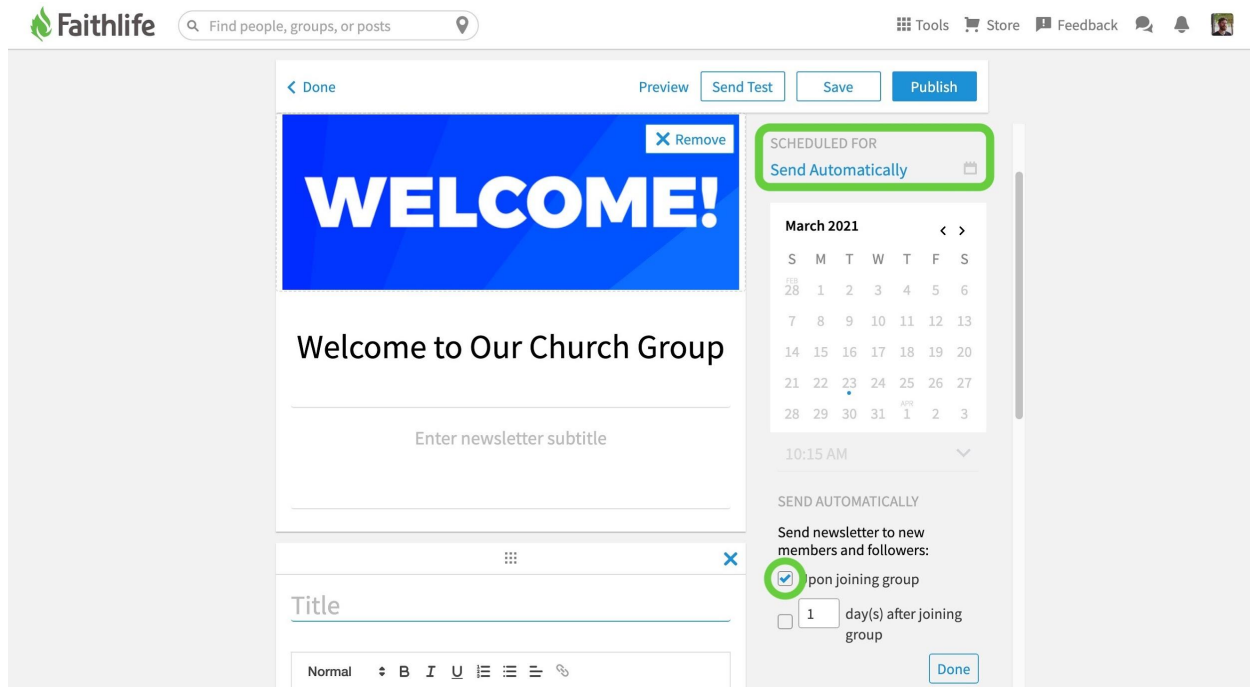 Faithlife
Find people, groups, or posts
Tools
Store
Feedback
Done
Preview
Send Test
Save
Publish
Remove
WELCOME!
Welcome to Our Church Group
Enter newsletter subtitle
Title
Normal B I U
SCHEDULED FOR
Send Automatically
March 2021 < >
S M T W T F S
FEB
28 1 2 3 4 5 6
7 8 9 10 11 12 13
14 15 16 17 18 19 20
21 22 23 24 25 26 27
APR
28 29 30 31 1 2 3
10:15 AM
SEND AUTOMATICALLY
Send newsletter to new
members and followers:
Upon joining group
1 day(s) after joining
group
Done